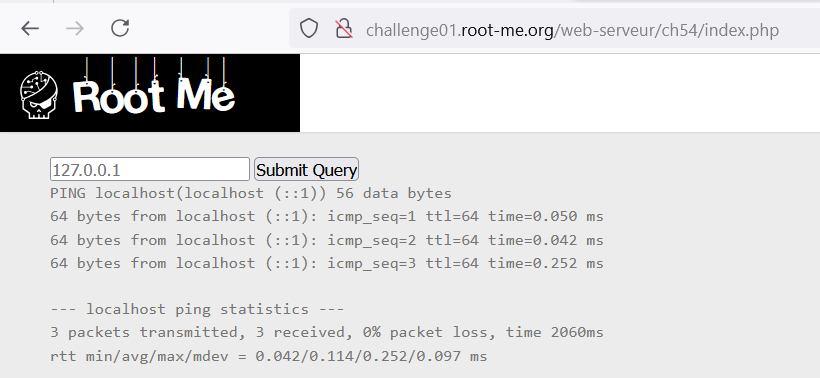 challenge01.root-me.org/web-serveur/ch54/index.php
Root Me
127.0.0.1 Submit Query
PING localhost(localhost (::1)) 56 data bytes
64 bytes from localhost (::1): icmp_seq=1 ttl=64 time=0.050 ms
64 bytes from localhost (::1): icmp_seq=2 ttl=64 time=0.042 ms
64 bytes from localhost (::1): icmp_seq=3 ttl=64 time=0.252 ms
--- localhost ping statistics ---
3 packets transmitted, 3 received, 0% packet loss, time 2060ms
rtt min/avg/max/mdev = 0.042/0.114/0.252/0.097 ms